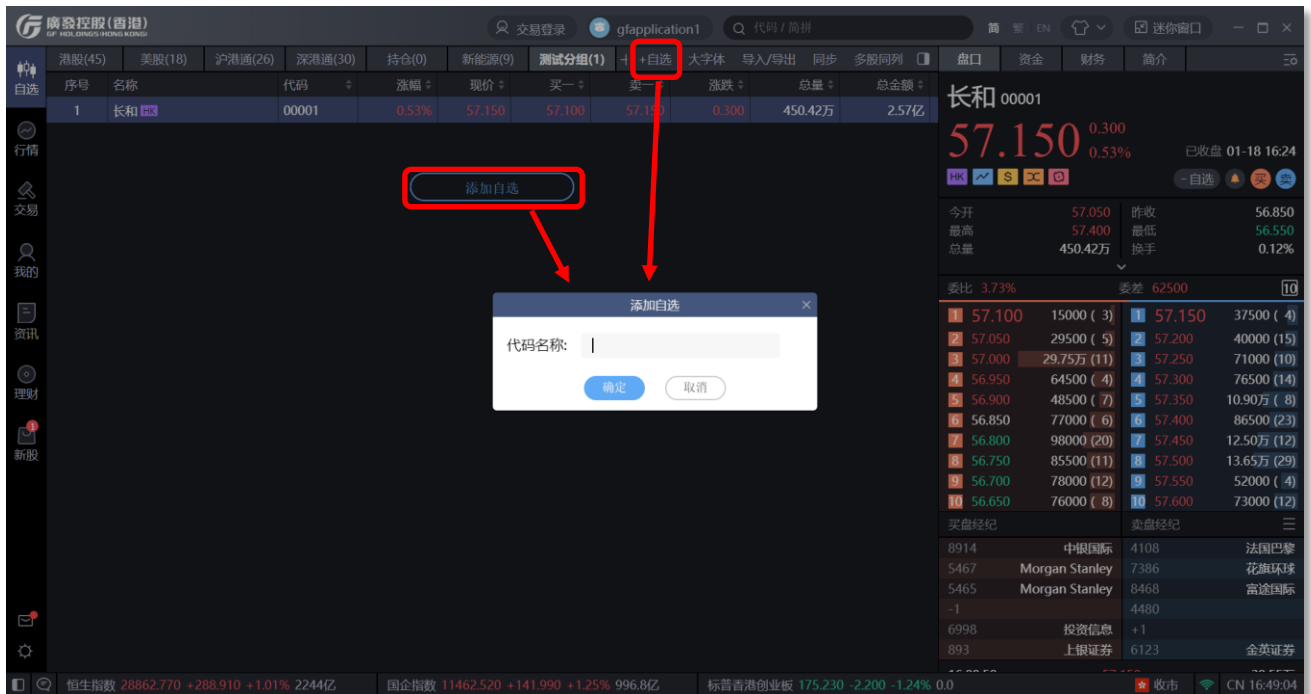 廣發控股(香港)
GF HOLDINGS(HONG KONG)
交易登录
gfapplication1
代码 / 简拼
简 繁 EN
迷你窗口
港股(45) 美股(18) 沪港通(26) 深港通(30) 持仓(0) 新能源(9) 测试分组(1) + +自选 大字体 导入/导出 同步 多股同列
盘口 资金 财务 简介
序号 名称 代码 涨幅 现价 买一 卖一 涨跌 总量 总金额
1 长和 HK 00001 0.53% 57.150 57.100 57.150 0.300 450.42万 2.57亿
自选
行情
交易
我的
资讯
理财
1
新股
添加自选
添加自选 ×
代码名称:
确定 取消
长和 00001
57.150 0.300
0.53%
已收盘 01-18 16:24
HK $
-自选 买 卖
今开 57.050 昨收 56.850
最高 57.400 最低 56.550
总量 450.42万 换手 0.12%
委比 3.73% 委差 62500 10
1 57.100 15000 ( 3) 1 57.150 37500 ( 4)
2 57.050 29500 ( 5) 2 57.200 40000 (15)
3 57.000 29.75万 (11) 3 57.250 71000 (10)
4 56.950 64500 ( 4) 4 57.300 76500 (14)
5 56.900 48500 ( 7) 5 57.350 10.90万 ( 8)
6 56.850 77000 ( 6) 6 57.400 86500 (23)
7 56.800 98000 (20) 7 57.450 12.50万 (12)
8 56.750 85500 (11) 8 57.500 13.65万 (29)
9 56.700 78000 (12) 9 57.550 52000 ( 4)
10 56.650 76000 ( 8) 10 57.600 73000 (12)
买盘经纪 卖盘经纪
8914 中银国际 4108 法国巴黎
5467 Morgan Stanley 7386 花旗环球
5465 Morgan Stanley 8468 富途国际
-1 4480
6998 投资信息 +1
893 上银证券 6123 金英证券
恒生指数 28862.770 +288.910 +1.01% 2244亿 国企指数 11462.520 +141.990 +1.25% 996.8亿 标普香港创业板 175.230 -2.200 -1.24% 0.0 收市 CN 16:49:04